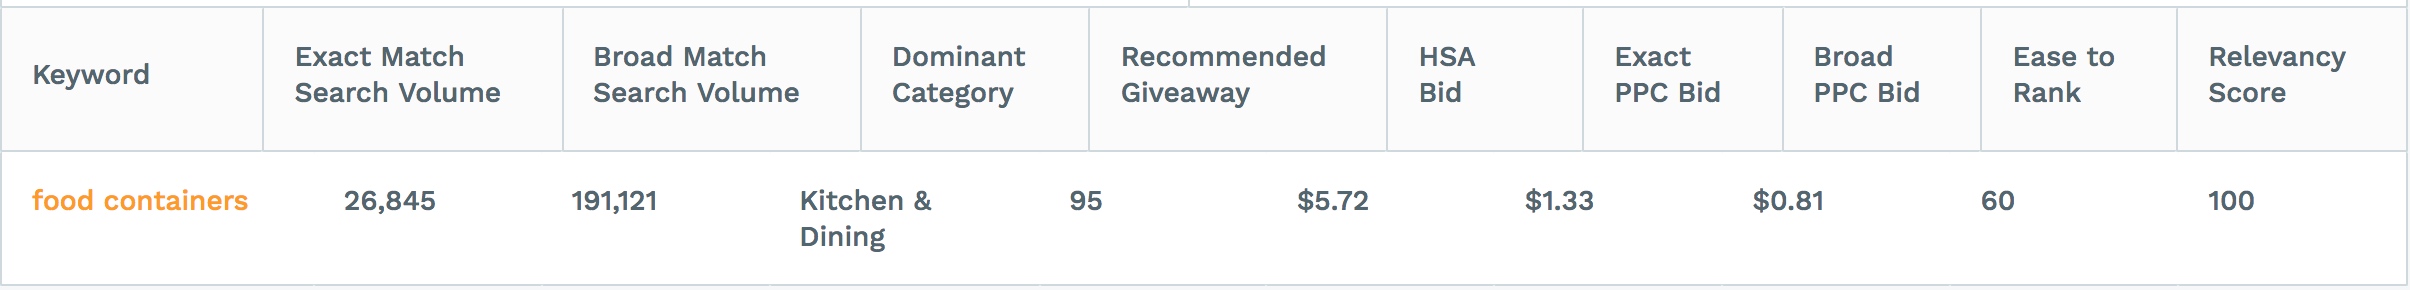 Keyword
Exact Match
Search Volume
Broad Match
Search Volume
Dominant
Category
Recommended
Giveaway
HSA
Bid
Exact
PPC Bid
Broad
PPC Bid
Ease to
Rank
Relevancy
Score
food containers
26,845
191,121
Kitchen &
Dining
95
$5.72
$1.33
$0.81
60
100